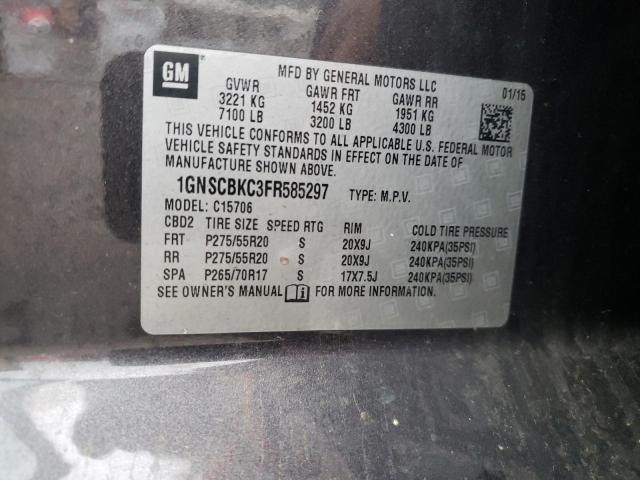 GM
MFD BY GENERAL MOTORS LLC
01/15
GVWR GAWR FRT GAWR RR
3221 KG 1452 KG 1951 KG
7100 LB 3200 LB 4300 LB
THIS VEHICLE CONFORMS TO ALL APPLICABLE U.S. FEDERAL MOTOR
VEHICLE SAFETY STANDARDS IN EFFECT ON THE DATE OF
MANUFACTURE SHOWN ABOVE.
1GNSCBKC3FR585297 TYPE: M.P.V.
MODEL: C15706
CBD2 TIRE SIZE SPEED RTG RIM COLD TIRE PRESSURE
FRT P275/55R20 S 20X9J 240KPA(35PSI)
RR P275/55R20 S 20X9J 240KPA(35PSI)
SPA P265/70R17 S 17X7.5J 240KPA(35PSI)
SEE OWNER'S MANUAL FOR MORE INFORMATION.